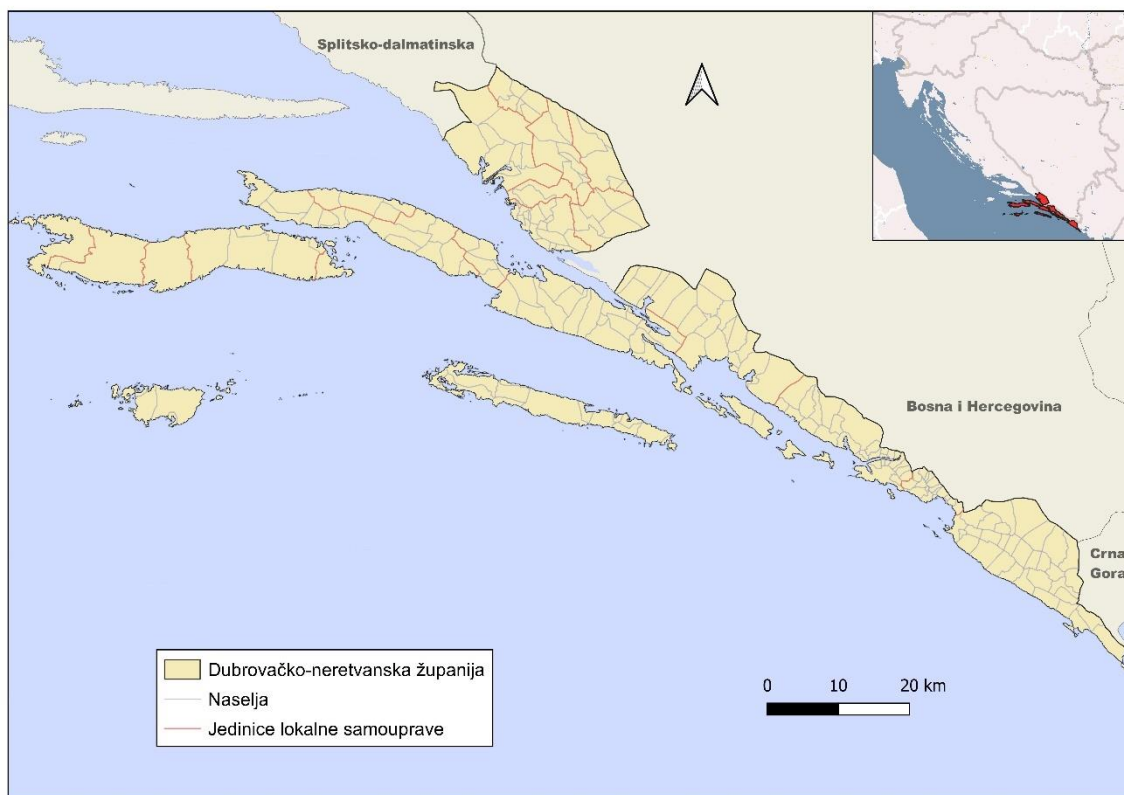 Splitsko-dalmatinska
Bosna i Hercegovina
Crna
Gora
Dubrovačko-neretvanska županija
Naselja
Jedinice lokalne samouprave
0 10 20 km